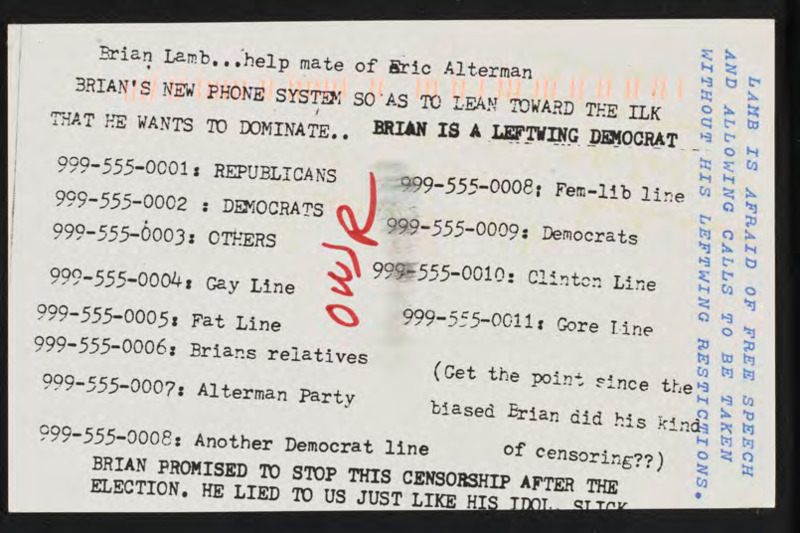 Brian Lamb...help mate of Eric Alterman
BRIAN'S NEW PHONE SYSTEM SO AS TO LEAN TOWARD THE ILK
THAT HE WANTS TO DOMINATE.. BRIAN IS A LEFTWING DEMOCRAT
999-555-0001: REPUBLICANS
999-555-0002 : DEMOCRATS
999-555-0003: OTHERS
999-555-0004: Gay Line
999-555-0005: Fat Line
999-555-0006: Brians relatives
999-555-0007: Alterman Party
999-555-0008: Another Democrat line
999-555-0008: Fem-lib line
999-555-0009: Democrats
999-555-0010: Clinton Line
999-555-0011: Gore Line
(Get the point since the
biased Brian did his kind
of censoring??)
BRIAN PROMISED TO STOP THIS CENSORSHIP AFTER THE
ELECTION. HE LIED TO US JUST LIKE HIS IDOL. SLICK
LAMB IS AFRAID OF FREE SPEECH
AND ALLOWING CALLS TO BE TAKEN
WITHOUT HIS LEFTWING RESTICTIONS.